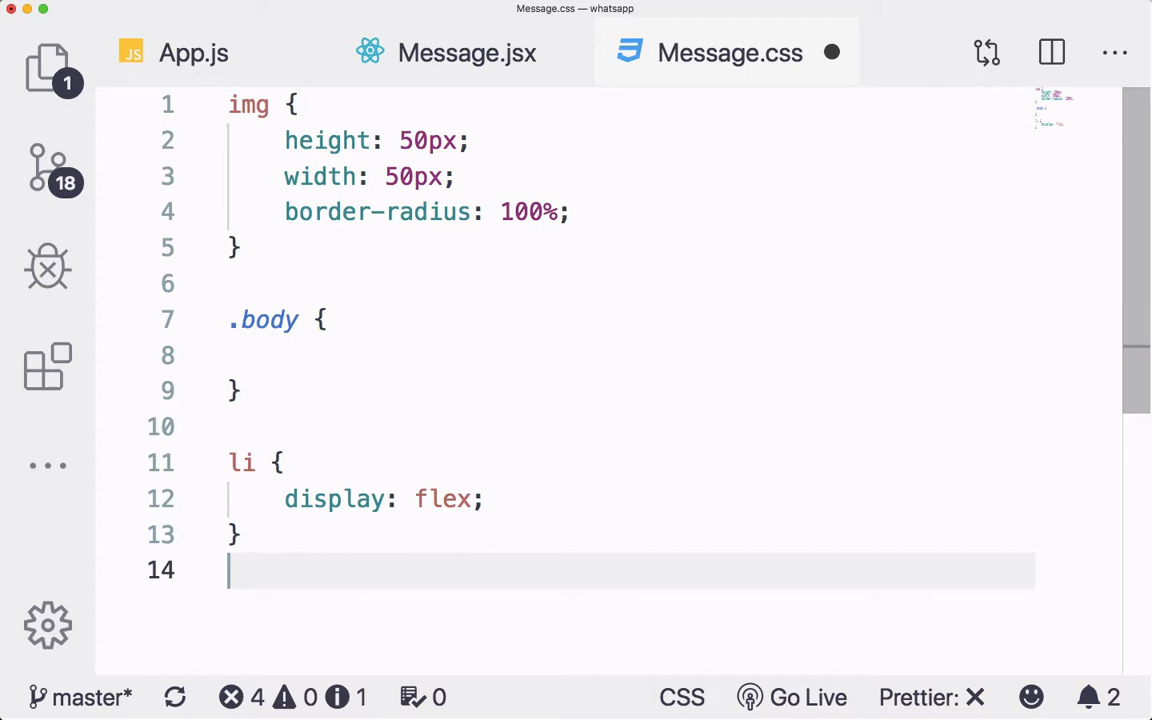 Message.css — whatsapp
JS App.js Message.jsx Message.css
1
18
1 img {
2 height: 50px;
3 width: 50px;
4 border-radius: 100%;
5 }
6
7 .body {
8
9 }
10
11 li {
12 display: flex;
13 }
14
master* 4 0 1 0 CSS Go Live Prettier: ✕ 2